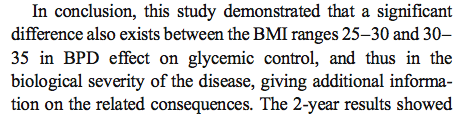 In conclusion, this study demonstrated that a significant
difference also exists between the BMI ranges 25–30 and 30–
35 in BPD effect on glycemic control, and thus in the
biological severity of the disease, giving additional informa-
tion on the related consequences. The 2-year results showed